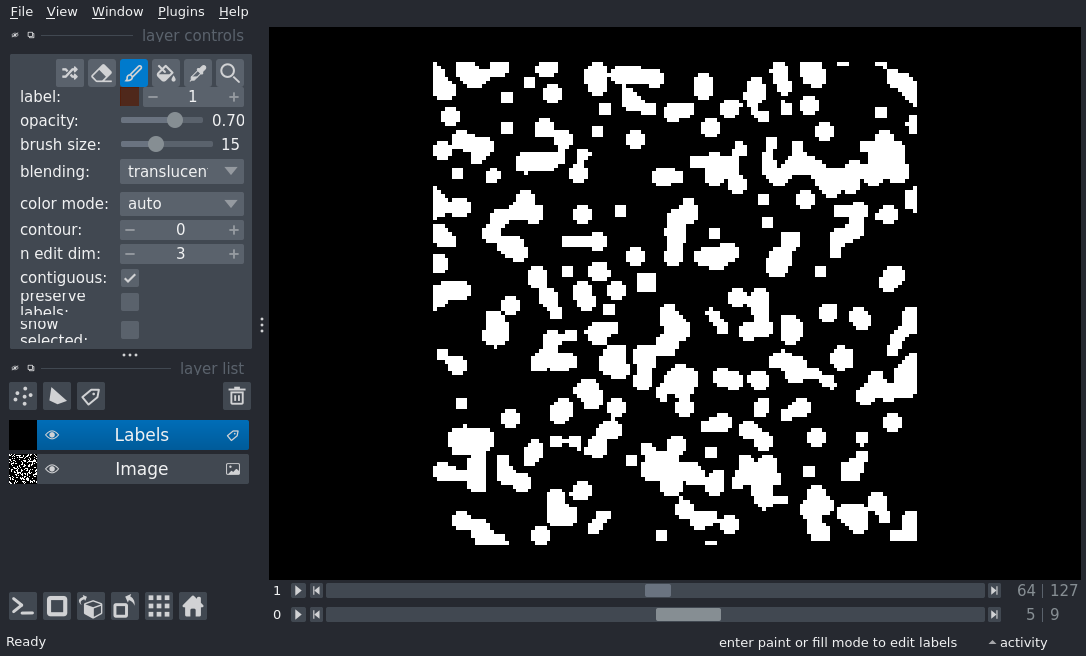 File View Window Plugins Help
layer controls
label: 1
opacity: 0.70
brush size: 15
blending: translucen
color mode: auto
contour: 0
n edit dim: 3
contiguous:
preserve
labels:
show
selected:
layer list
Labels
Image
1 64 127
0 5 9
Ready enter paint or fill mode to edit labels activity